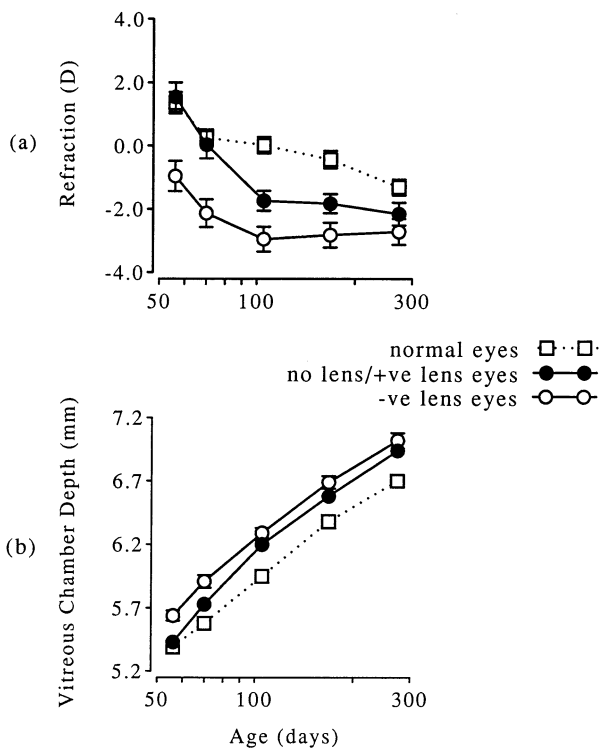 4.0
2.0
0.0
-2.0
-4.0
Refraction (D)
(a)
50 100 300
normal eyes
no lens/+ve lens eyes
-ve lens eyes
7.2
6.7
6.2
5.7
5.2
Vitreous Chamber Depth (mm)
(b)
50 100 300
Age (days)